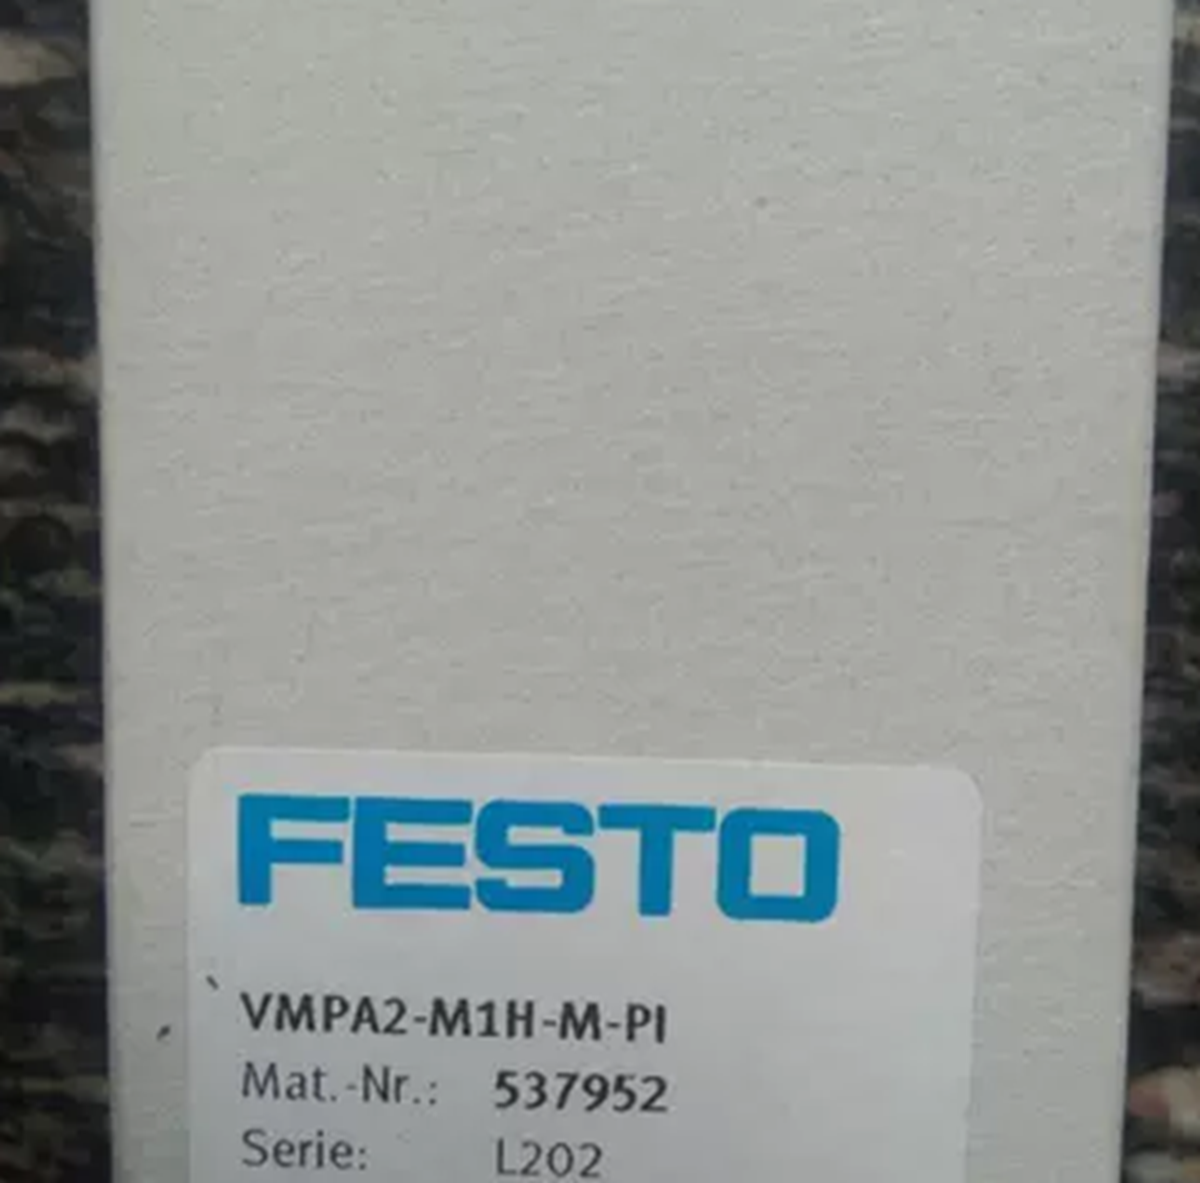 FESTO
VMPA2-M1H-M-PI
Mat.-Nr.: 537952
Serie: L202